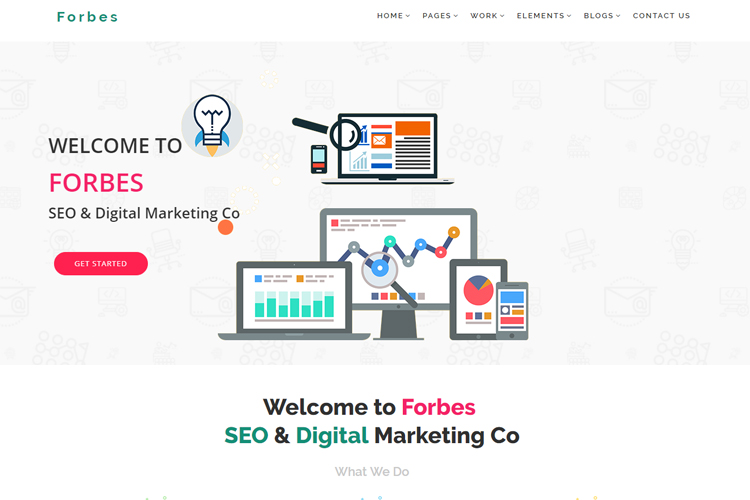 Forbes
HOME PAGES WORK ELEMENTS BLOGS CONTACT US
WELCOME TO
FORBES
SEO & Digital Marketing Co
GET STARTED
Welcome to Forbes
SEO & Digital Marketing Co
What We Do